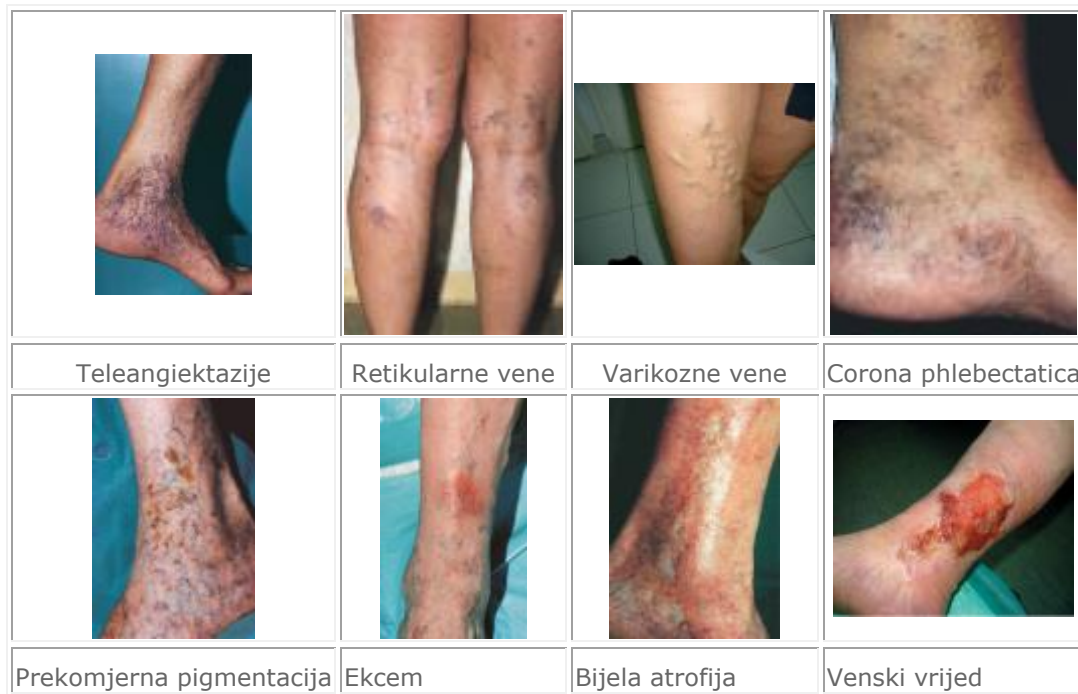 Teleangiektazije
Retikularne vene
Varikozne vene
Corona phlebectatica
Prekomjerna pigmentacija
Ekcem
Bijela atrofija
Venski vrijed